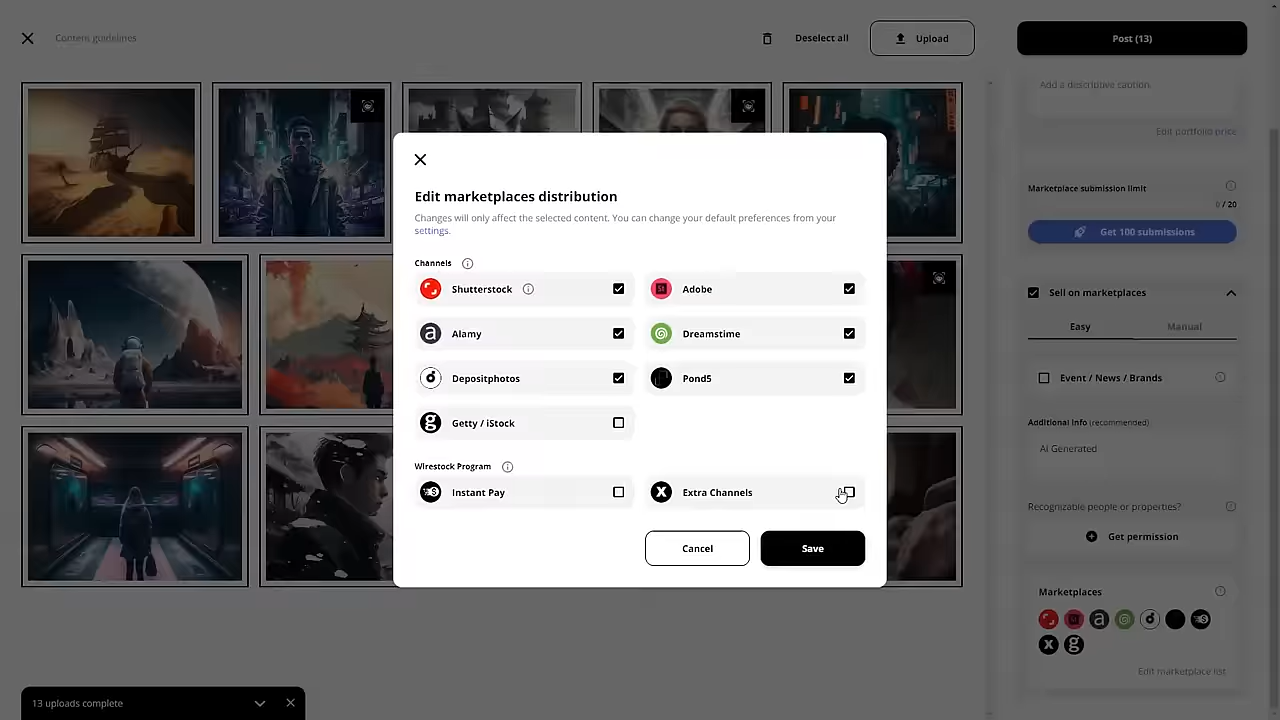 Content guidelines
Deselect all
Upload
Post (13)
Add a descriptive caption
Edit portfolio price
Marketplace submission limit
0 / 20
Get 100 submissions
Sell on marketplaces
Easy
Manual
Event / News / Brands
Additional Info (recommended)
AI Generated
Recognizable people or properties?
Get permission
Marketplaces
Edit marketplace list
Edit marketplaces distribution
Changes will only affect the selected content. You can change your default preferences from your
settings.
Channels
Shutterstock
Adobe
Alamy
Dreamstime
Depositphotos
Pond5
Getty / iStock
Wirestock Program
Instant Pay
Extra Channels
Cancel
Save
13 uploads complete